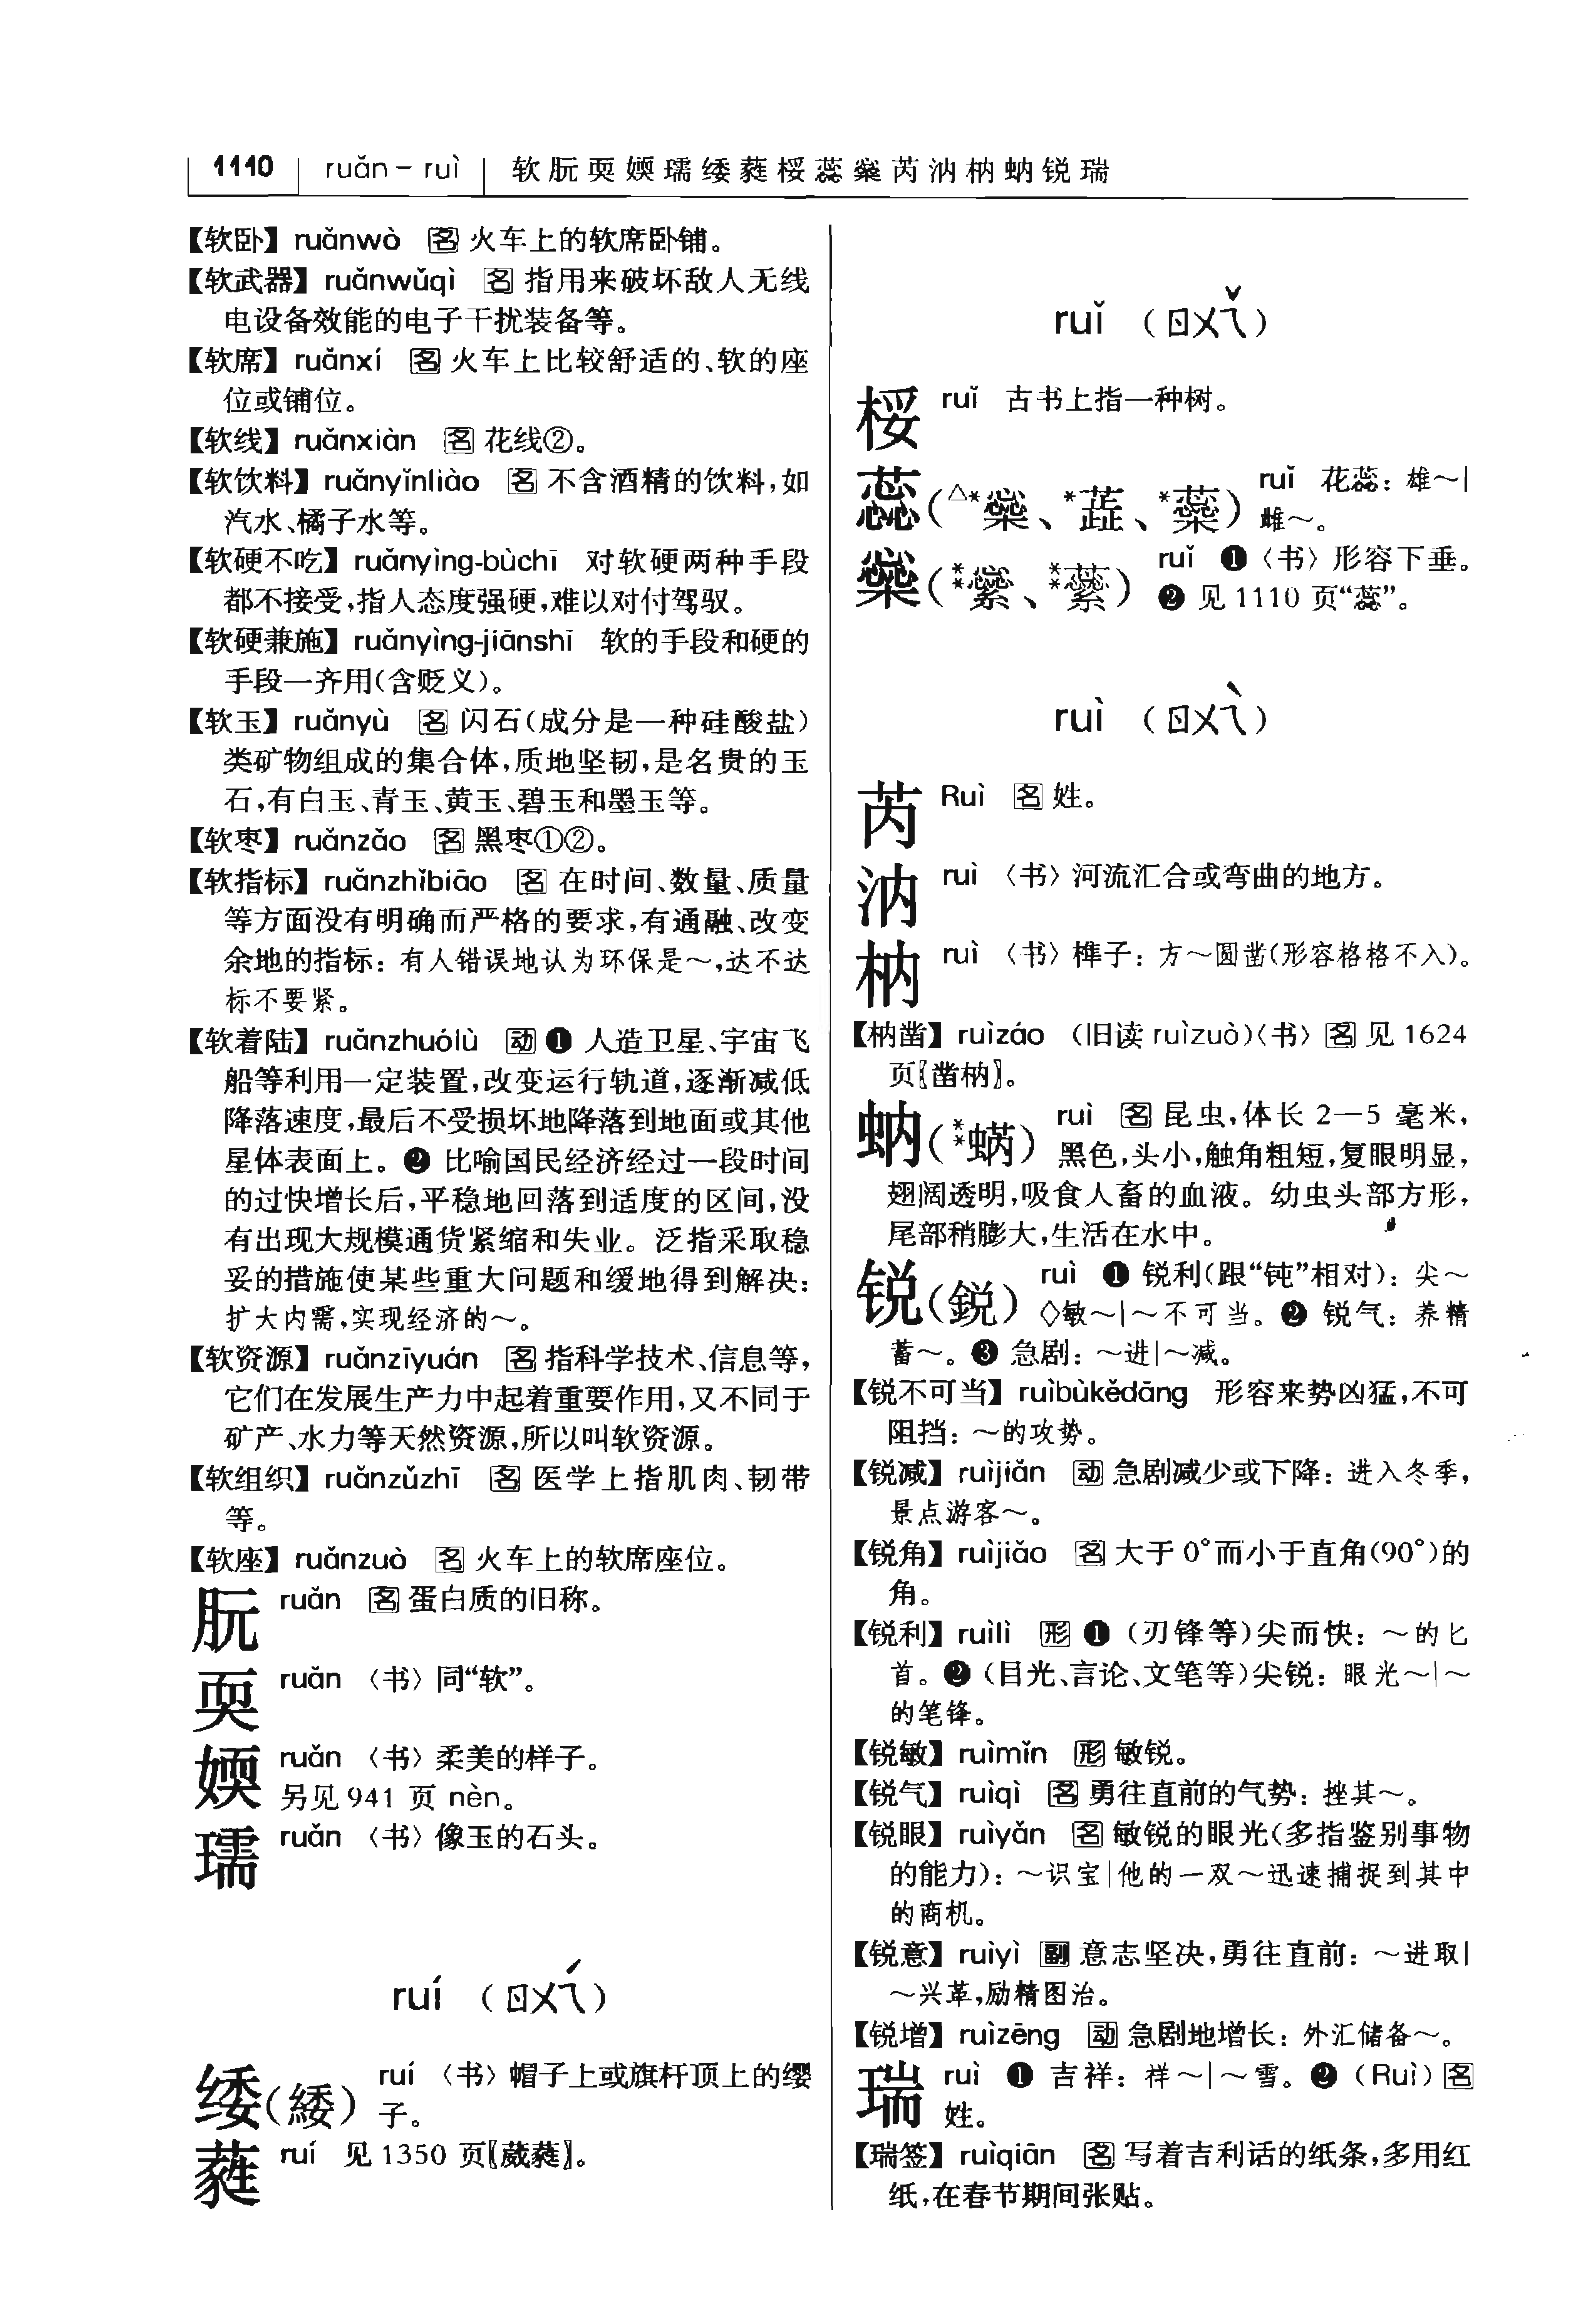 1110 ruǎn – ruì 软朊耎媆瓀緌蕤桵蕊繠芮汭枘蚋锐瑞
【软卧】ruǎnwò 名 火车上的软席卧铺。
【软武器】ruǎnwǔqì 名 指用来破坏敌人无线
电设备效能的电子干扰装备等。
【软席】ruǎnxí 名 火车上比较舒适的、软的座
位或铺位。
【软线】ruǎnxiàn 名 花线②。
【软饮料】ruǎnyǐnliào 名 不含酒精的饮料,如
汽水、橘子水等。
【软硬不吃】ruǎnyìng-bùchī 对软硬两种手段
都不接受,指人态度强硬,难以对付驾驭。
【软硬兼施】ruǎnyìng-jiānshī 软的手段和硬的
手段一齐用(含贬义)。
【软玉】ruǎnyù 名 闪石(成分是一种硅酸盐)
类矿物组成的集合体,质地坚韧,是名贵的玉
石,有白玉、青玉、黄玉、碧玉和墨玉等。
【软枣】ruǎnzǎo 名 黑枣①②。
【软指标】ruǎnzhǐbiāo 名 在时间、数量、质量
等方面没有明确而严格的要求,有通融、改变
余地的指标:有人错误地认为环保是~,达不达
标不要紧。
【软着陆】ruǎnzhuólù 动 ❶ 人造卫星、宇宙飞
船等利用一定装置,改变运行轨道,逐渐减低
降落速度,最后不受损坏地降落到地面或其他
星体表面上。❷ 比喻国民经济经过一段时间
的过快增长后,平稳地回落到适度的区间,没
有出现大规模通货紧缩和失业。泛指采取稳
妥的措施使某些重大问题和缓地得到解决:
扩大内需,实现经济的~。
【软资源】ruǎnzīyuán 名 指科学技术、信息等,
它们在发展生产力中起着重要作用,又不同于
矿产、水力等天然资源,所以叫软资源。
【软组织】ruǎnzǔzhī 名 医学上指肌肉、韧带
等。
【软座】ruǎnzuò 名 火车上的软席座位。
朊 ruǎn 名 蛋白质的旧称。
耎 ruǎn 〈书〉同“软”。
媆 ruǎn 〈书〉柔美的样子。
另见 941 页 nèn。
瓀 ruǎn 〈书〉像玉的石头。
ruí (ㄖㄨㄟˊ)
𬘬(緌) ruí 〈书〉帽子上或旗杆顶上的缨
子。
蕤 ruí 见 1350 页〖葳蕤〗。
ruǐ (ㄖㄨㄟˇ)
桵 ruǐ 古书上指一种树。
蕊(△*橤、*蕋、*蘂) ruǐ 花蕊:雄~|
雌~。
橤(**繠、**蘃) ruǐ ❶〈书〉形容下垂。
❷ 见 1110 页“蕊”。
ruì (ㄖㄨㄟˋ)
芮 Ruì 名 姓。
汭 ruì 〈书〉河流汇合或弯曲的地方。
枘 ruì 〈书〉榫子:方~圆凿(形容格格不入)。
【枘凿】ruìzáo (旧读 ruìzuò)〈书〉名 见 1624
页〖凿枘〗。
蚋(**蜹) ruì 名 昆虫,体长 2—5 毫米,
黑色,头小,触角粗短,复眼明显,
翅阔透明,吸食人畜的血液。幼虫头部方形,
尾部稍膨大,生活在水中。
锐(鋭) ruì ❶ 锐利(跟“钝”相对):尖~
◇敏~|~不可当。❷ 锐气:养精
蓄~。❸ 急剧:~进|~减。
【锐不可当】ruìbùkědāng 形容来势凶猛,不可
阻挡:~的攻势。
【锐减】ruìjiǎn 动 急剧减少或下降:进入冬季,
景点游客~。
【锐角】ruìjiǎo 名 大于 0°而小于直角(90°)的
角。
【锐利】ruìlì 形 ❶ (刃锋等)尖而快:~的匕
首。❷ (目光、言论、文笔等)尖锐:眼光~|~
的笔锋。
【锐敏】ruìmǐn 形 敏锐。
【锐气】ruìqì 名 勇往直前的气势:挫其~。
【锐眼】ruìyǎn 名 敏锐的眼光(多指鉴别事物
的能力):~识宝|他的一双~迅速捕捉到其中
的商机。
【锐意】ruìyì 副 意志坚决,勇往直前:~进取|
~兴革,励精图治。
【锐增】ruìzēng 动 急剧地增长:外汇储备~。
瑞 ruì ❶ 吉祥:祥~|~雪。❷ (Ruì) 名
姓。
【瑞签】ruìqiān 名 写着吉利话的纸条,多用红
纸,在春节期间张贴。